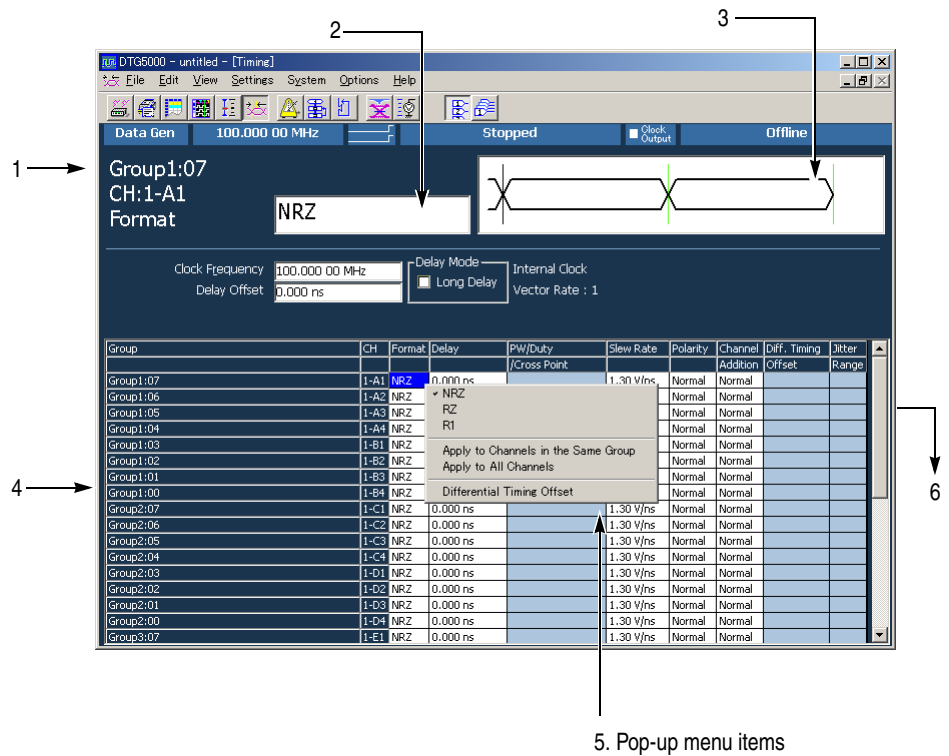 2
3
DTG5000 - untitled - [Timing]
File Edit View Settings System Options Help
Data Gen 100.000 00 MHz Stopped Clock Output Offline
1
Group1:07
CH:1-A1
Format NRZ
Clock Frequency 100.000 00 MHz Delay Mode Internal Clock
Delay Offset 0.000 ns Long Delay Vector Rate : 1
Group CH Format Delay PW/Duty Slew Rate Polarity Channel Diff. Timing Jitter
/Cross Point Addition Offset Range
Group1:07 1-A1 NRZ 0.000 ns 1.30 V/ns Normal Normal
Group1:06 1-A2 NRZ Normal Normal
Group1:05 1-A3 NRZ Normal Normal
Group1:04 1-A4 NRZ Normal Normal
Group1:03 1-B1 NRZ Normal Normal
Group1:02 1-B2 NRZ Normal Normal
Group1:01 1-B3 NRZ Normal Normal
Group1:00 1-B4 NRZ Normal Normal
Group2:07 1-C1 NRZ 0.000 ns 1.30 V/ns Normal Normal
Group2:06 1-C2 NRZ 0.000 ns 1.30 V/ns Normal Normal
Group2:05 1-C3 NRZ 0.000 ns 1.30 V/ns Normal Normal
Group2:04 1-C4 NRZ 0.000 ns 1.30 V/ns Normal Normal
Group2:03 1-D1 NRZ 0.000 ns 1.30 V/ns Normal Normal
Group2:02 1-D2 NRZ 0.000 ns 1.30 V/ns Normal Normal
Group2:01 1-D3 NRZ 0.000 ns 1.30 V/ns Normal Normal
Group2:00 1-D4 NRZ 0.000 ns 1.30 V/ns Normal Normal
Group3:07 1-E1 NRZ 0.000 ns 1.30 V/ns Normal Normal
NRZ
RZ
R1
Apply to Channels in the Same Group
Apply to All Channels
Differential Timing Offset
4
6
5. Pop-up menu items